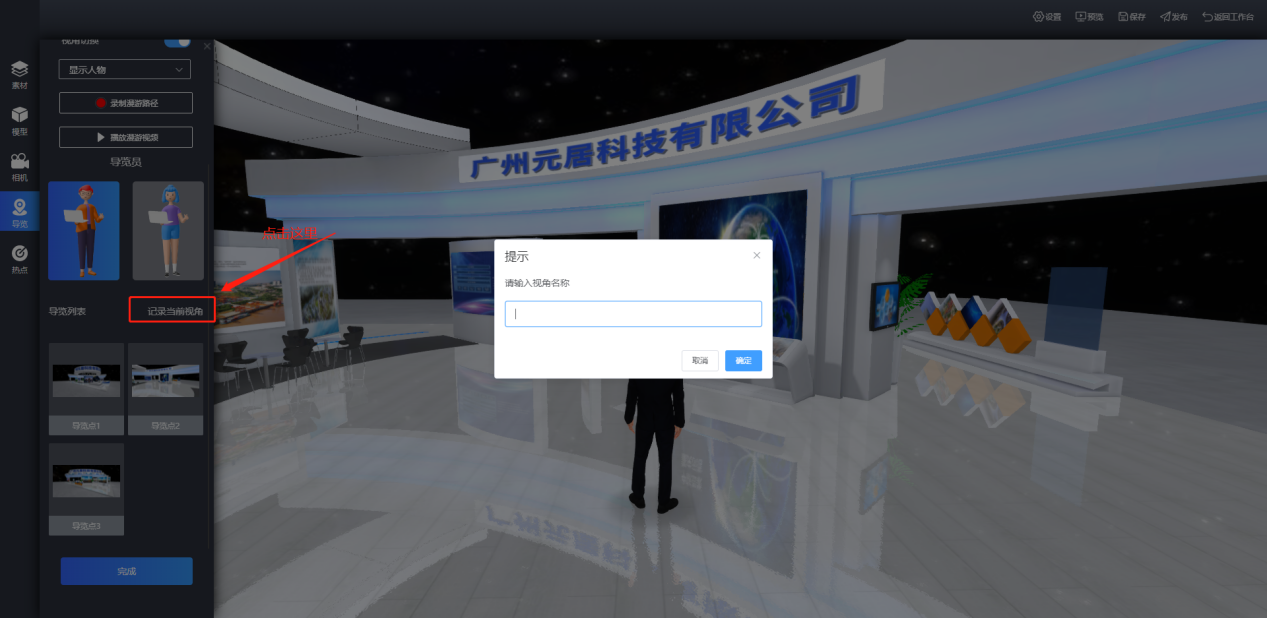 设置
预览
保存
发布
返回工作台
视角切换
显示人物
录制漫游路径
播放漫游视频
导览员
导览列表
记录当前视角
导览点1
导览点2
导览点3
完成
素材
模型
相机
导览
热点
点击这里
广州元居科技有限公司
提示
请输入视角名称
取消
确定